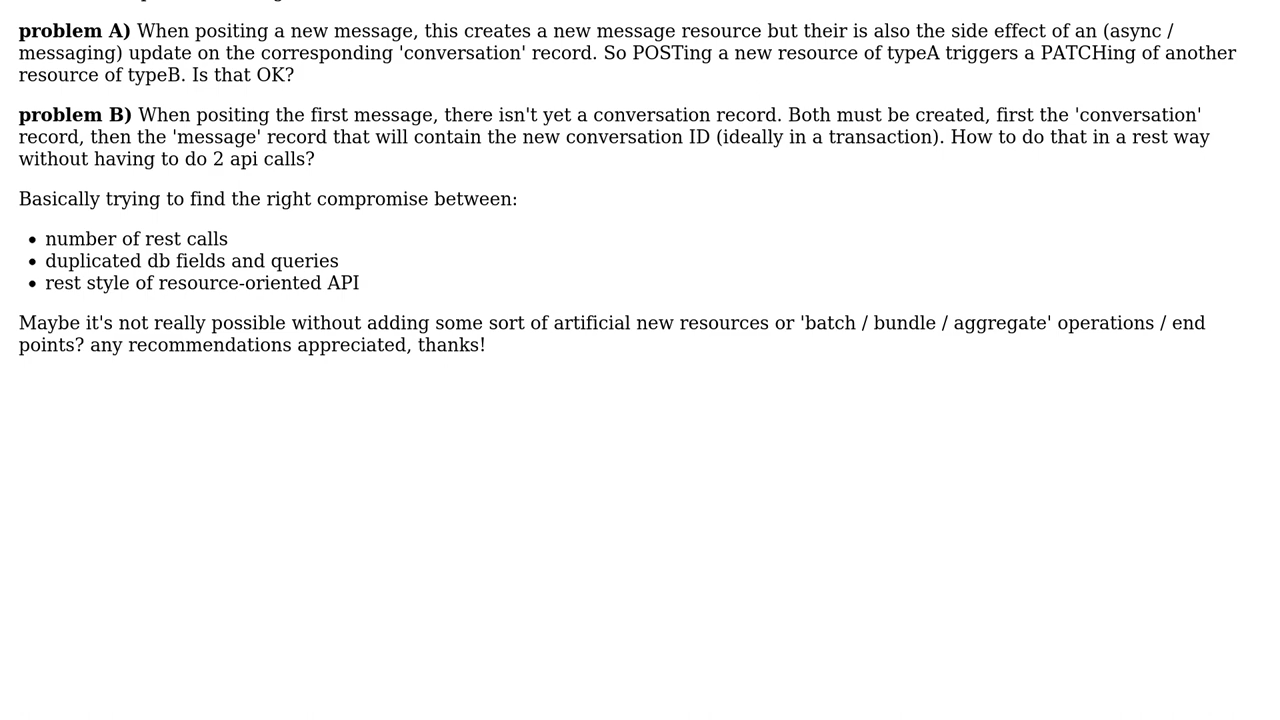 problem A) When positing a new message, this creates a new message resource but their is also the side effect of an (async /
messaging) update on the corresponding 'conversation' record. So POSTing a new resource of typeA triggers a PATCHing of another
resource of typeB. Is that OK?
problem B) When positing the first message, there isn't yet a conversation record. Both must be created, first the 'conversation'
record, then the 'message' record that will contain the new conversation ID (ideally in a transaction). How to do that in a rest way
without having to do 2 api calls?
Basically trying to find the right compromise between:
• number of rest calls
• duplicated db fields and queries
• rest style of resource-oriented API
Maybe it's not really possible without adding some sort of artificial new resources or 'batch / bundle / aggregate' operations / end
points? any recommendations appreciated, thanks!